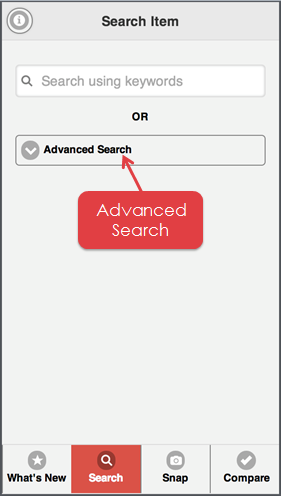 Search Item
Search using keywords
OR
Advanced Search
Advanced
Search
What's New
Search
Snap
Compare